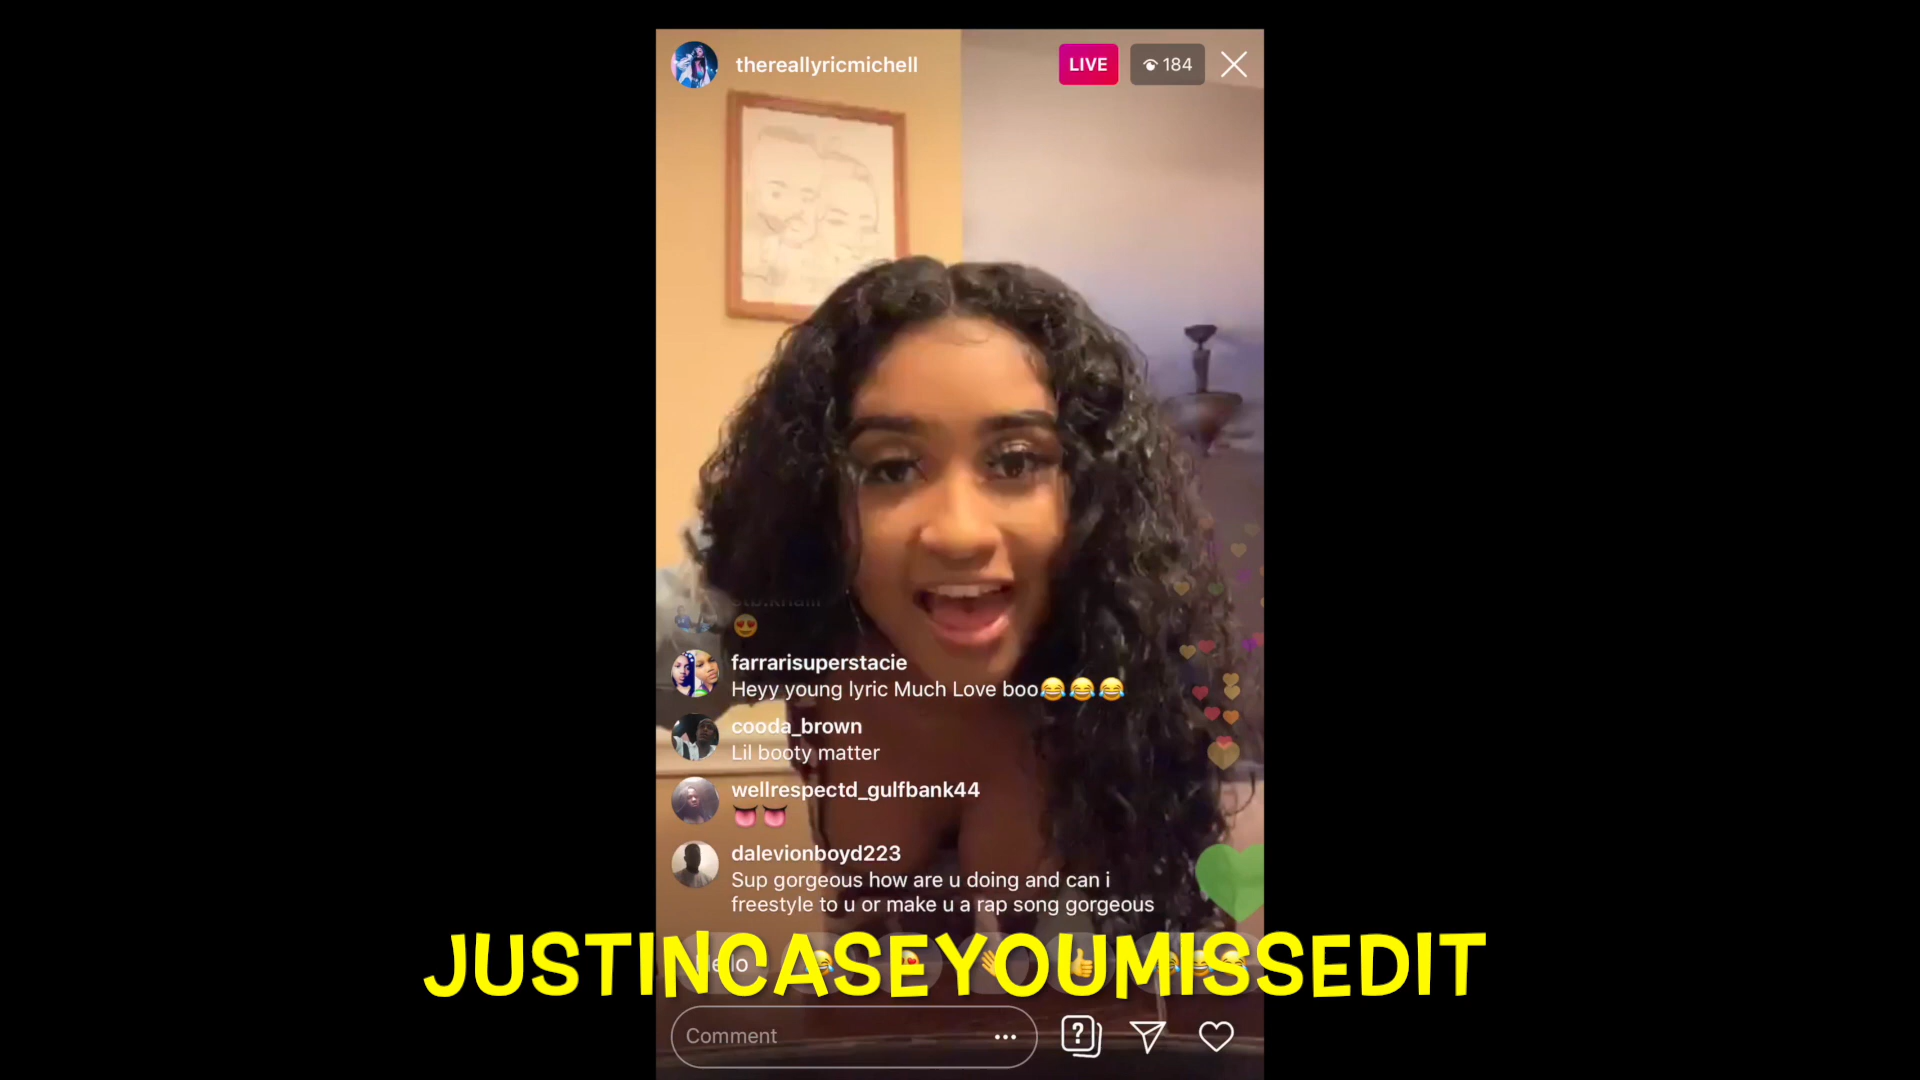 thereallyricmichell
LIVE
184
😍
farrarisuperstacie
Heyy young lyric Much Love boo😂😂😂
cooda_brown
Lil booty matter
wellrespectd_gulfbank44
👅👅
dalevionboyd223
Sup gorgeous how are u doing and can i
freestyle to u or make u a rap song gorgeous
JUSTINCASEYOUMISSEDIT
Comment